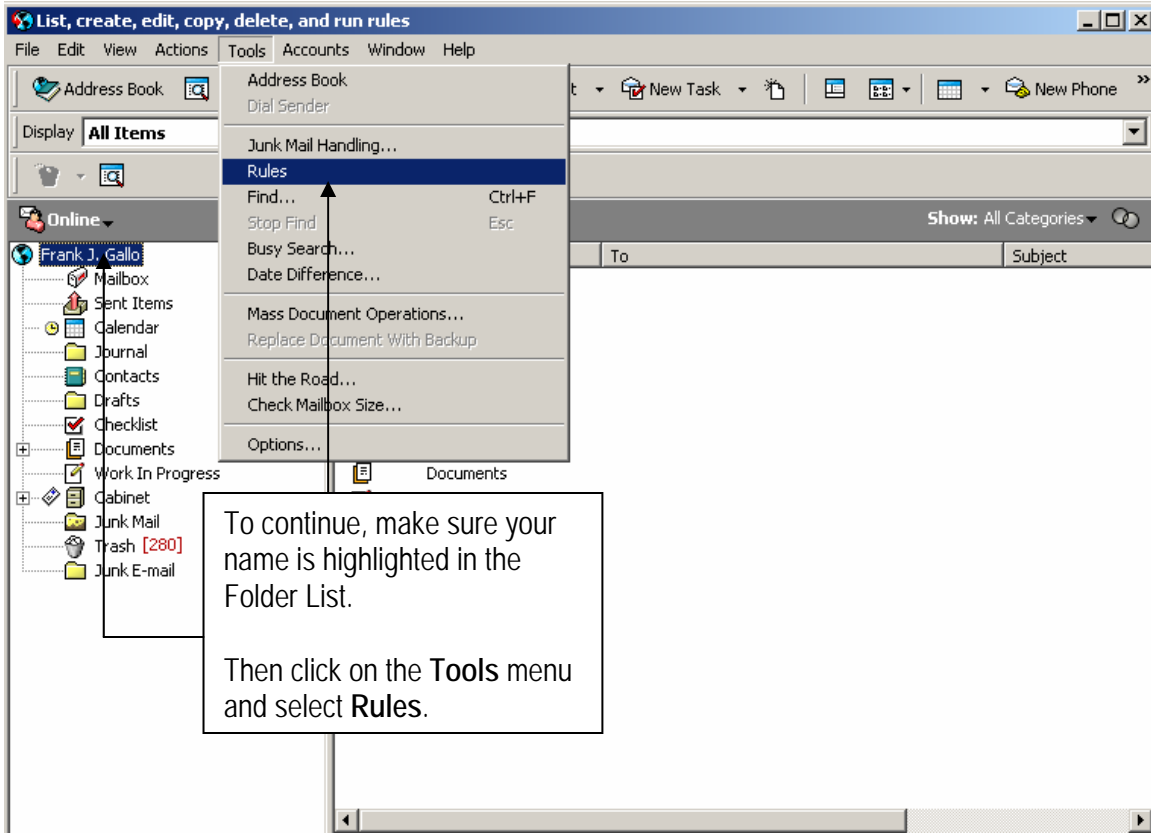 List, create, edit, copy, delete, and run rules
File Edit View Actions Tools Accounts Window Help
Address Book New Task New Phone »
Display All Items
Online Show: All Categories
To Subject
Address Book
Dial Sender
Junk Mail Handling...
Rules
Find... Ctrl+F
Stop Find Esc
Busy Search...
Date Difference...
Mass Document Operations...
Replace Document With Backup
Hit the Road...
Check Mailbox Size...
Options...
Frank J. Gallo
Mailbox
Sent Items
Calendar
Journal
Contacts
Drafts
Checklist
Documents
Work In Progress
Cabinet
Junk Mail
Trash [280]
Junk E-mail
Documents
To continue, make sure your
name is highlighted in the
Folder List.
Then click on the Tools menu
and select Rules.